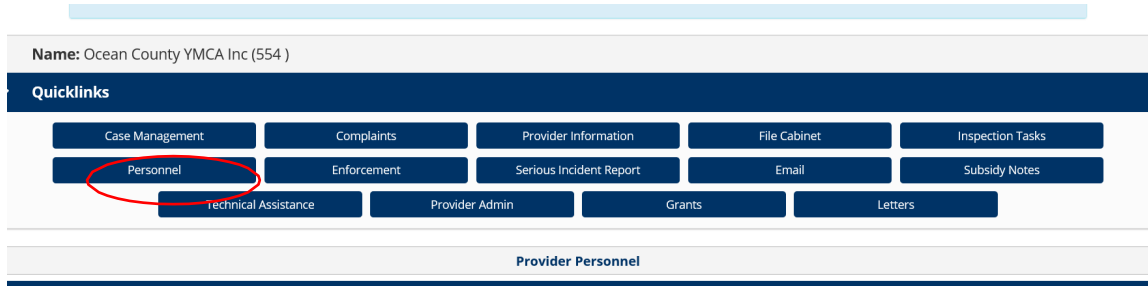 Name: Ocean County YMCA Inc (554 )
Quicklinks
Case Management Complaints Provider Information File Cabinet Inspection Tasks
Personnel Enforcement Serious Incident Report Email Subsidy Notes
Technical Assistance Provider Admin Grants Letters
Provider Personnel